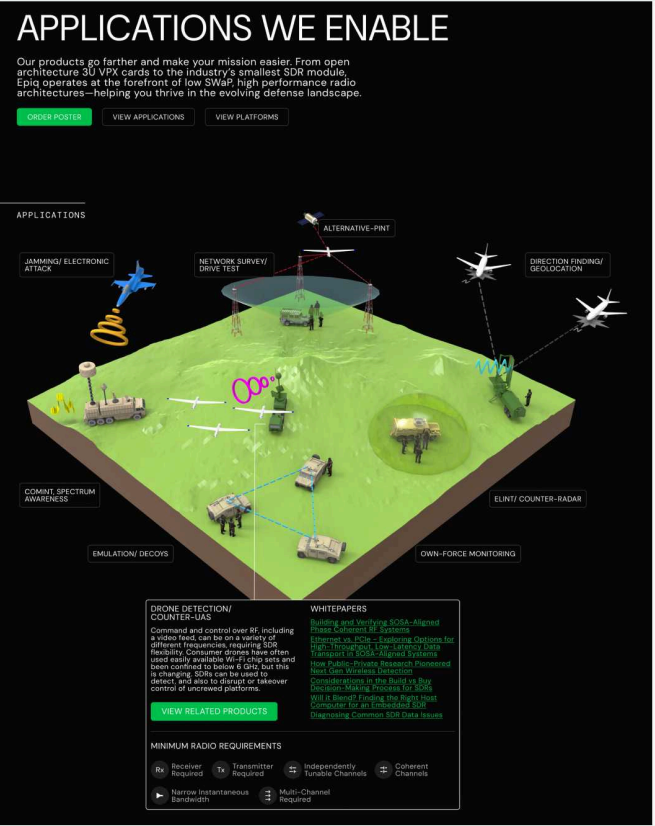 APPLICATIONS WE ENABLE
Our products go farther and make your mission easier. From open
architecture 3U VPX cards to the industry's smallest SDR module,
Epiq operates at the forefront of low SWaP, high performance radio
architectures—helping you thrive in the evolving defense landscape.
ORDER POSTER
VIEW APPLICATIONS
VIEW PLATFORMS
APPLICATIONS
ALTERNATIVE-PINT
JAMMING/ ELECTRONIC
ATTACK
NETWORK SURVEY/
DRIVE TEST
DIRECTION FINDING/
GEOLOCATION
COMINT, SPECTRUM
AWARENESS
ELINT/ COUNTER-RADAR
EMULATION/ DECOYS
OWN-FORCE MONITORING
DRONE DETECTION/
COUNTER-UAS
Command and control over RF, including
a video feed, can be on a variety of
different frequencies, requiring SDR
flexibility. Consumer drones have often
used easily available Wi-Fi chip sets and
been confined to below 6 GHz, but this
is changing. SDRs can be used to
detect, and also to disrupt or takeover
control of uncrewed platforms.
VIEW RELATED PRODUCTS
WHITEPAPERS
Building and Verifying SOSA-Aligned
Phase Coherent RF Systems
Ethernet vs. PCIe – Exploring Options for
High-Throughput, Low-Latency Data
Transport in SOSA-Aligned Systems
How Public-Private Research Pioneered
Next Gen Wireless Detection
Considerations in the Build vs Buy
Decision-Making Process for SDRs
Will it Blend? Finding the Right Host
Computer for an Embedded SDR
Diagnosing Common SDR Data Issues
MINIMUM RADIO REQUIREMENTS
Rx Receiver
Required
Tx Transmitter
Required
Independently
Tunable Channels
Coherent
Channels
Narrow Instantaneous
Bandwidth
Multi-Channel
Required